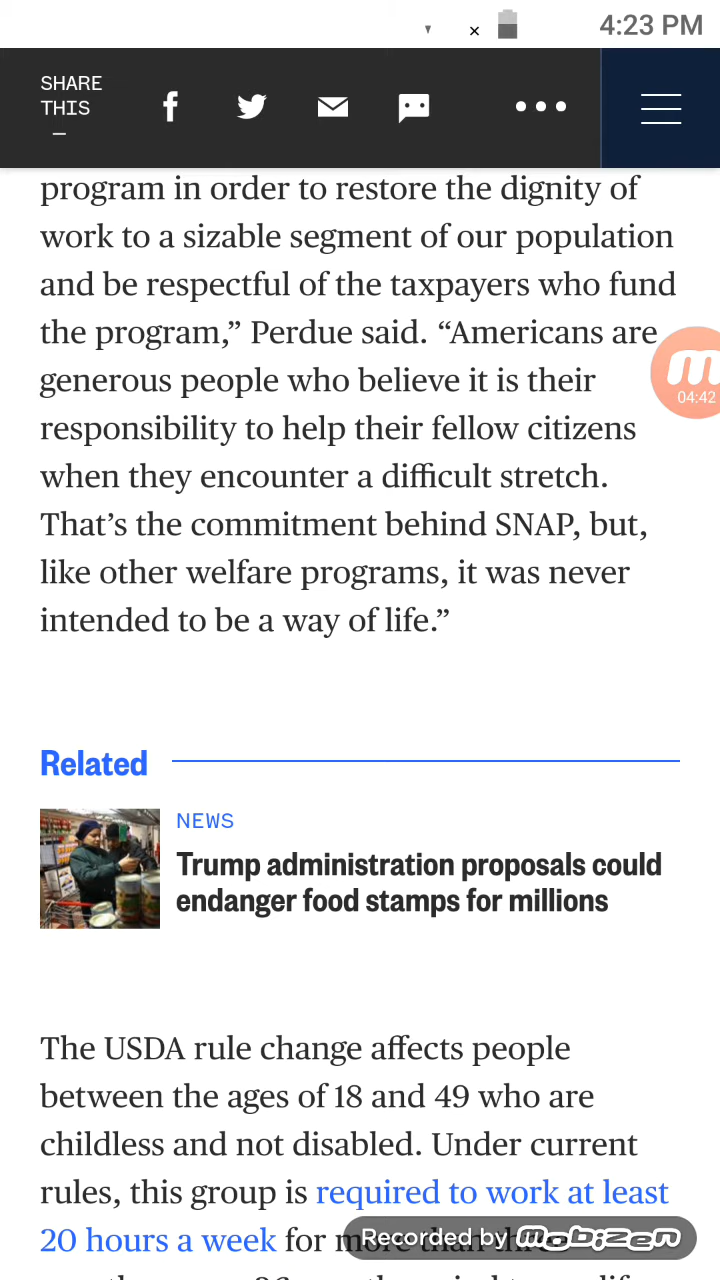 4:23 PM
SHARE
THIS
program in order to restore the dignity of
work to a sizable segment of our population
and be respectful of the taxpayers who fund
the program,” Perdue said. “Americans are
generous people who believe it is their
responsibility to help their fellow citizens
when they encounter a difficult stretch.
That’s the commitment behind SNAP, but,
like other welfare programs, it was never
intended to be a way of life.”
04:42
Related
NEWS
Trump administration proposals could
endanger food stamps for millions
The USDA rule change affects people
between the ages of 18 and 49 who are
childless and not disabled. Under current
rules, this group is required to work at least
20 hours a week for more than
Recorded by mobizen